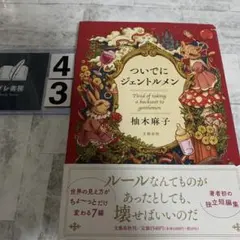 ついでに
ジェントルメン
Tired of taking
a backseat to
gentlemen.
柚木麻子
文藝春秋
4
3
世界の見え方が
ちょーっとだけ
変わる7編
ルールなんてものが
あったとしても、
壊せばいいのだ
著者初の
独立短編集